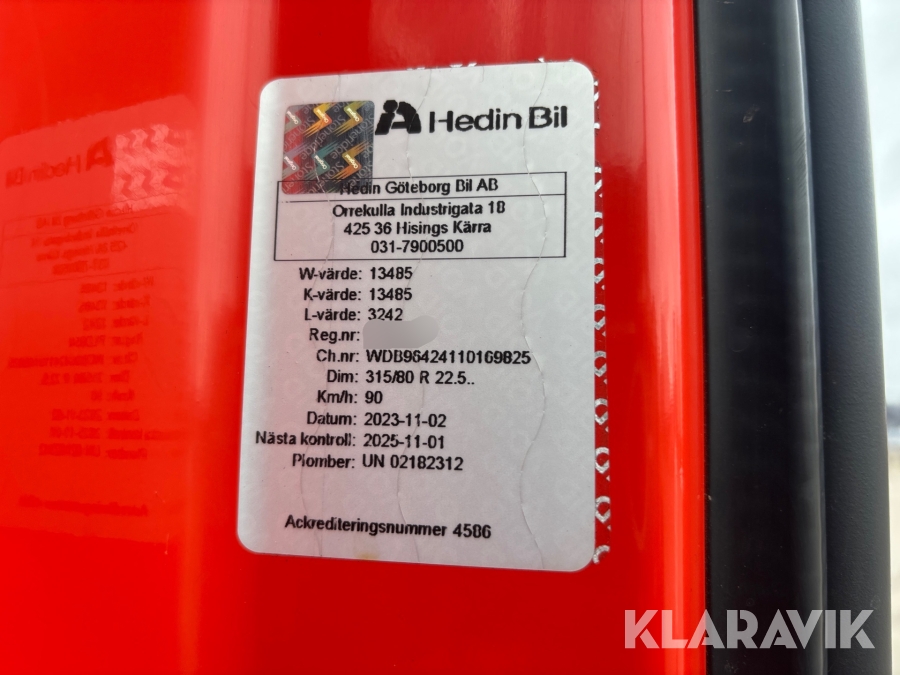 Hedin Bil
Hedin Göteborg Bil AB
Orrekulla Industrigata 18
425 36 Hisings Kärra
031-7900500
W-värde: 13485
K-värde: 13485
L-värde: 3242
Reg.nr:
Ch.nr: WDB96424110169825
Dim: 315/80 R 22.5..
Km/h: 90
Datum: 2023-11-02
Nästa kontroll: 2025-11-01
Plomber: UN 02182312
Ackrediteringsnummer 4586
KLARAVIK